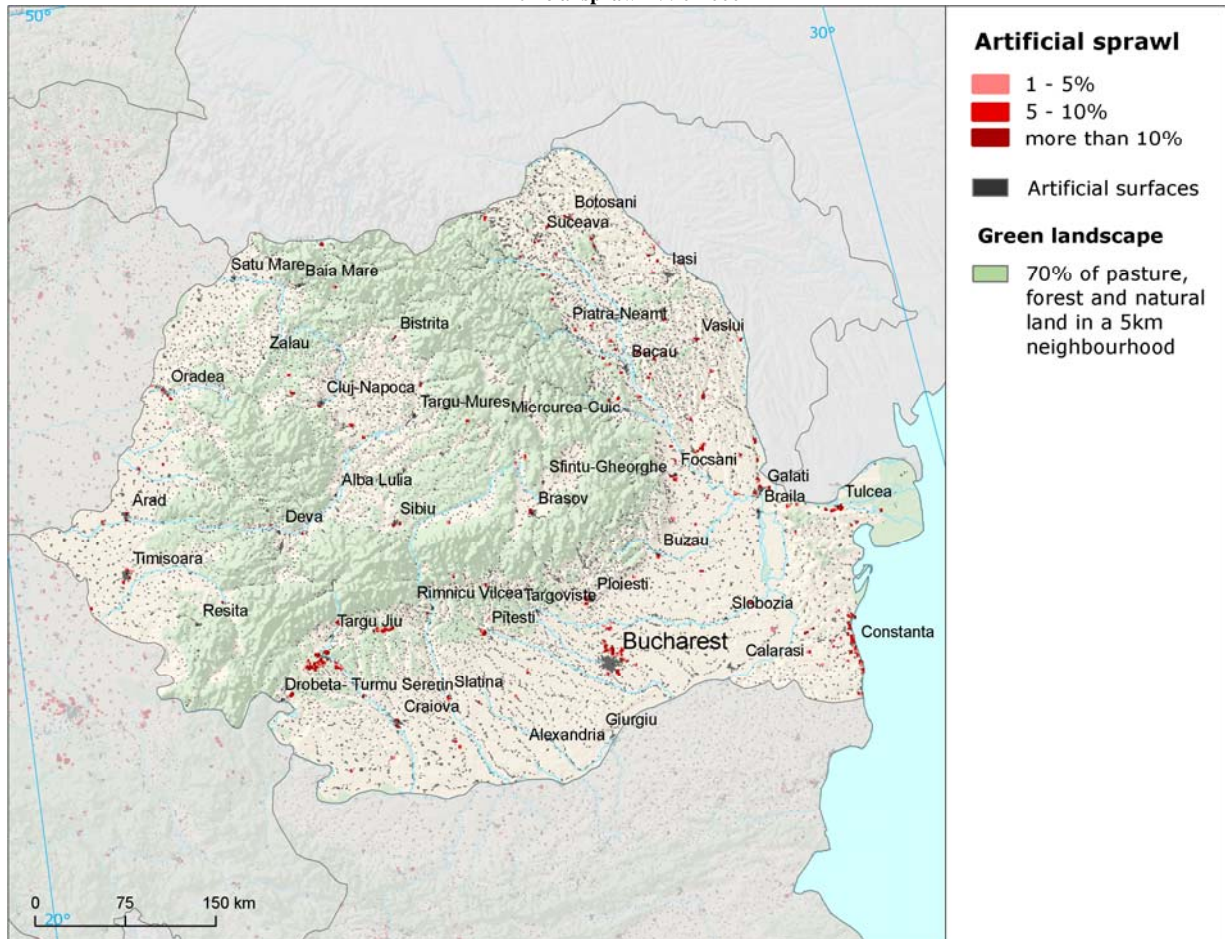 50°
30°
Botosani
Suceava
Iasi
Satu Mare
Baia Mare
Bistrita
Piatra-Neamt
Vaslui
Zalau
Bacau
Oradea
Cluj-Napoca
Targu-Mures
Miercurea-Cuic
Sfintu-Gheorghe
Focsani
Galati
Alba Lulia
Braila
Tulcea
Arad
Sibiu
Brasov
Deva
Buzau
Timisoara
Ploiesti
Rimnicu Vilcea
Targoviste
Resita
Slobozia
Targu Jiu
Pitesti
Bucharest
Constanta
Calarasi
Drobeta- Turmu Sererin
Slatina
Craiova
Giurgiu
Alexandria
0 75 150 km
20°
Artificial sprawl
1 - 5%
5 - 10%
more than 10%
Artificial surfaces
Green landscape
70% of pasture,
forest and natural
land in a 5km
neighbourhood